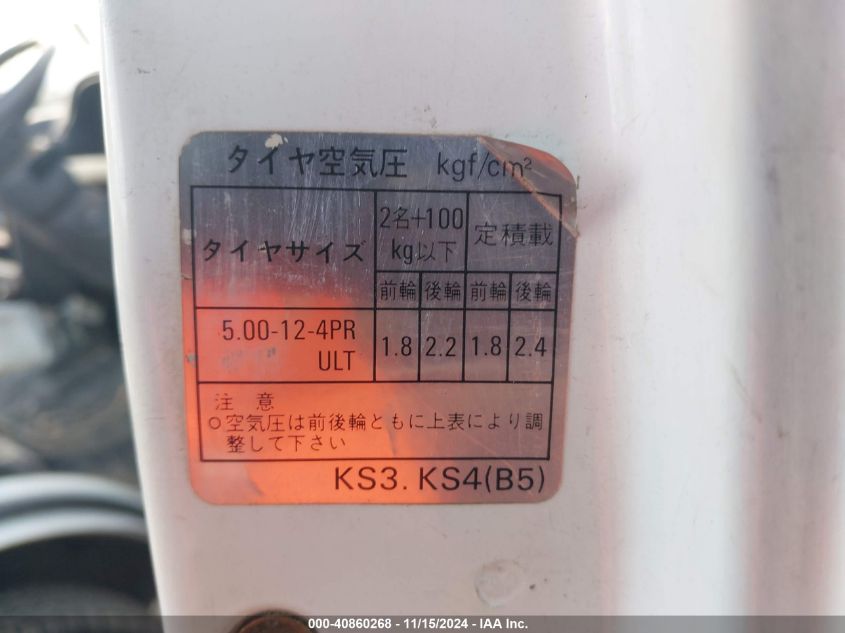 タイヤ空気圧 kgf/cm²
タイヤサイズ
2名+100
kg以下
定積載
前輪 後輪 前輪 後輪
5.00-12-4PR
ULT
1.8 2.2 1.8 2.4
注 意
○空気圧は前後輪ともに上表により調
整して下さい
KS3. KS4(B5)
000-40860268 - 11/15/2024 - IAA Inc.